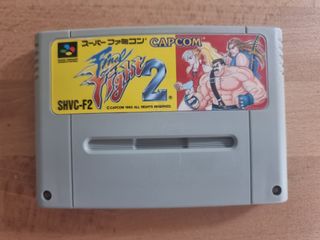 スーパーファミコン CAPCOM
Final Fight 2
SHVC-F2
© CAPCOM 1993 ALL RIGHTS RESERVED.